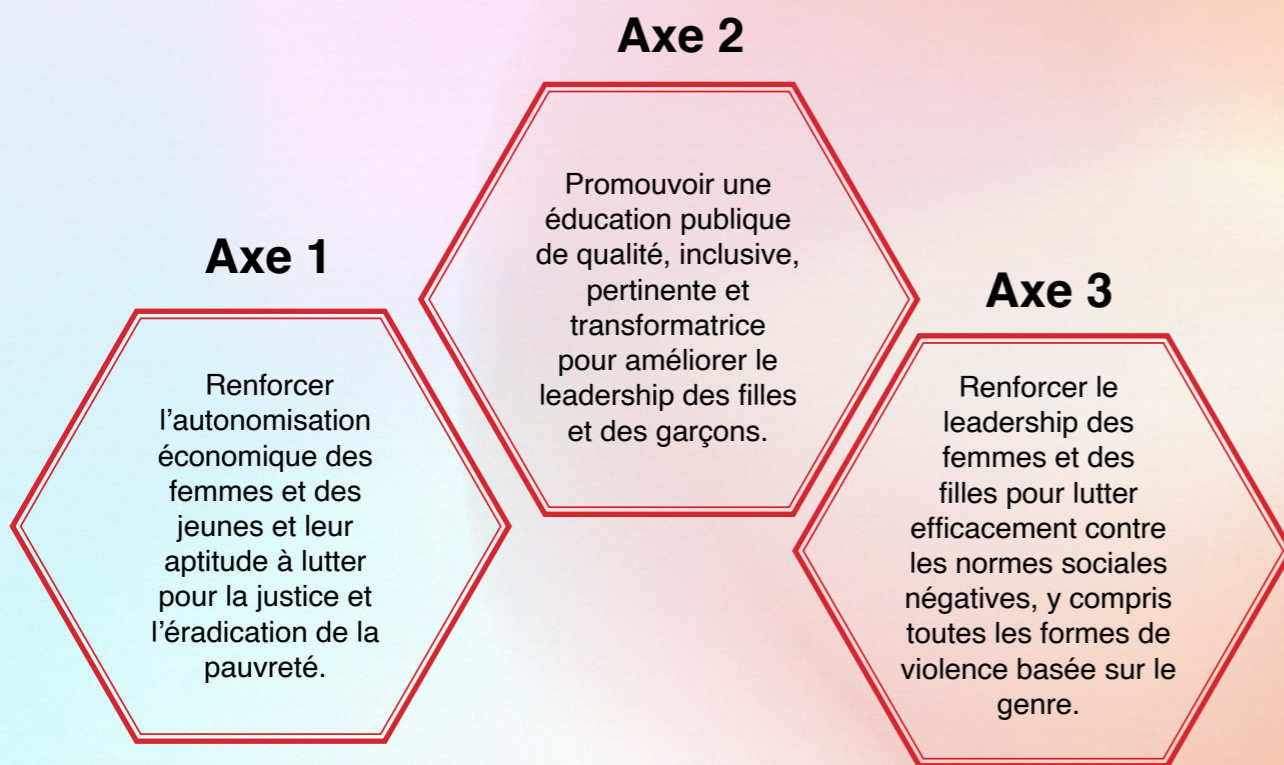 Axe 1
Renforcer
l’autonomisation
économique des
femmes et des
jeunes et leur
aptitude à lutter
pour la justice et
l’éradication de la
pauvreté.
Axe 2
Promouvoir une
éducation publique
de qualité, inclusive,
pertinente et
transformatrice
pour améliorer le
leadership des filles
et des garçons.
Axe 3
Renforcer le
leadership des
femmes et des
filles pour lutter
efficacement contre
les normes sociales
négatives, y compris
toutes les formes de
violence basée sur le
genre.